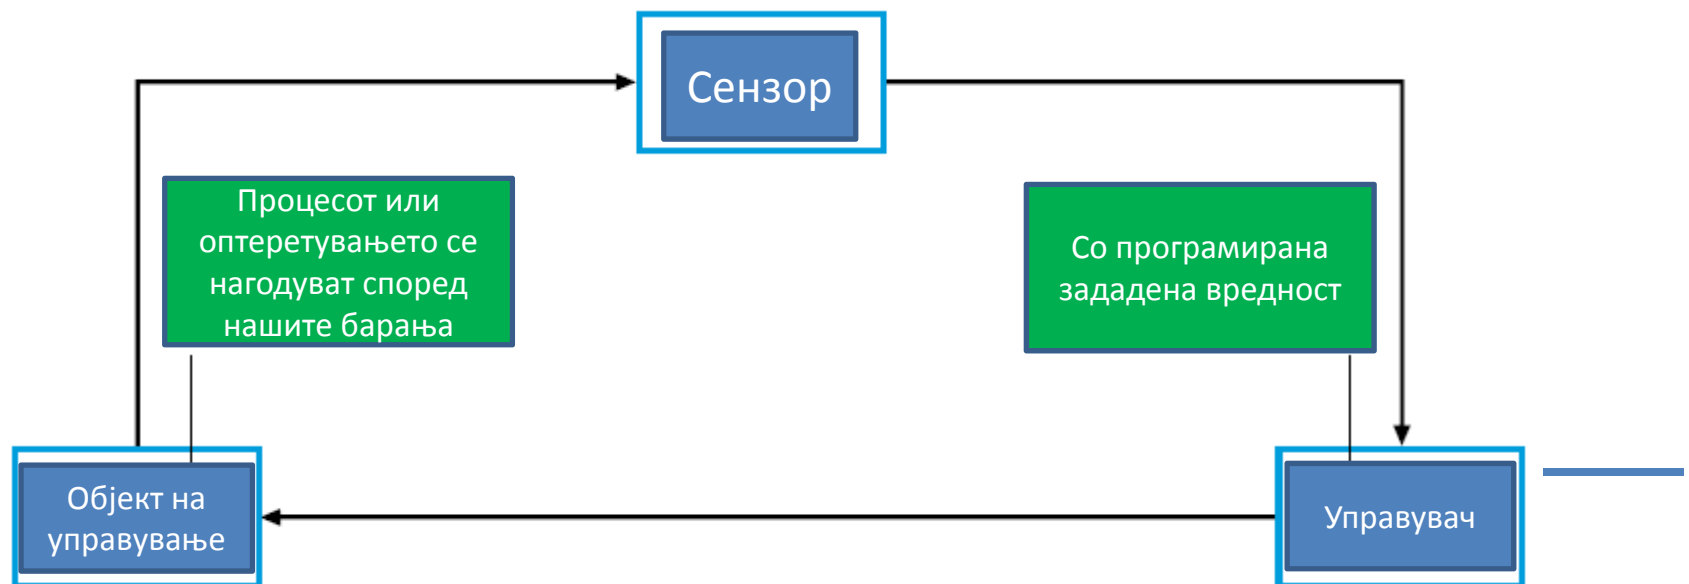 Сензор
Процесот или
оптеретувањето се
нагодуват според
нашите барања
Со програмирана
зададена вредност
Објект на
управување
Управувач